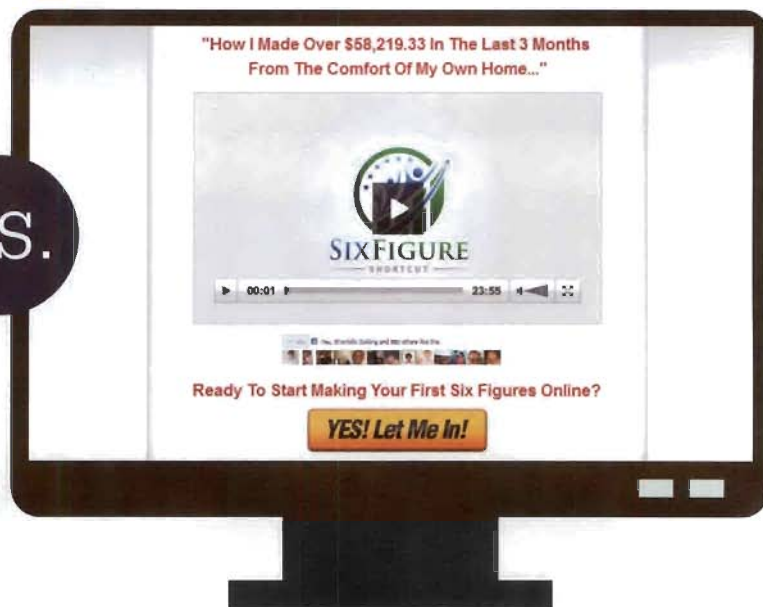 "How I Made Over $58,219.33 In The Last 3 Months
From The Comfort Of My Own Home..."
S.
SIXFIGURE
SHORTCUT
00:01 23:55
Ready To Start Making Your First Six Figures Online?
YES! Let Me In!